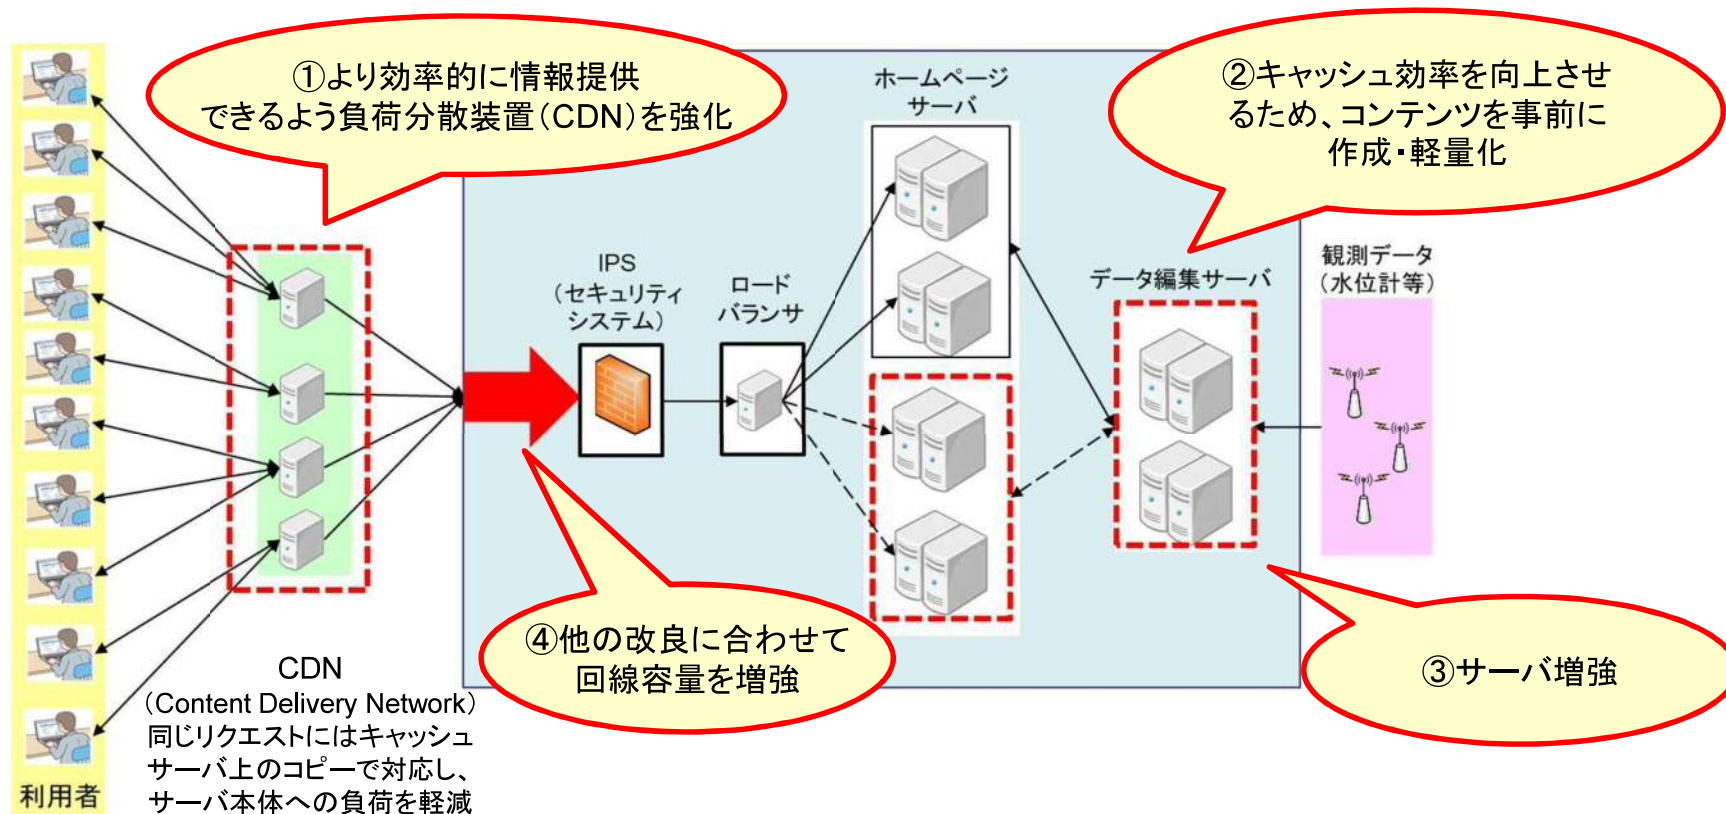 ①より効率的に情報提供
できるよう負荷分散装置(CDN)を強化
②キャッシュ効率を向上させ
るため、コンテンツを事前に
作成・軽量化
ホームページ
サーバ
IPS
(セキュリティ
システム)
ロード
バランサ
データ編集サーバ
観測データ
(水位計等)
④他の改良に合わせて
回線容量を増強
③サーバ増強
CDN
(Content Delivery Network)
同じリクエストにはキャッシュ
サーバ上のコピーで対応し、
サーバ本体への負荷を軽減
利用者